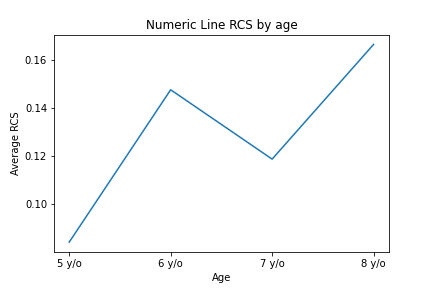 Numeric Line RCS by age
0.16
0.14
0.12
0.10
Average RCS
5 y/o 6 y/o 7 y/o 8 y/o
Age